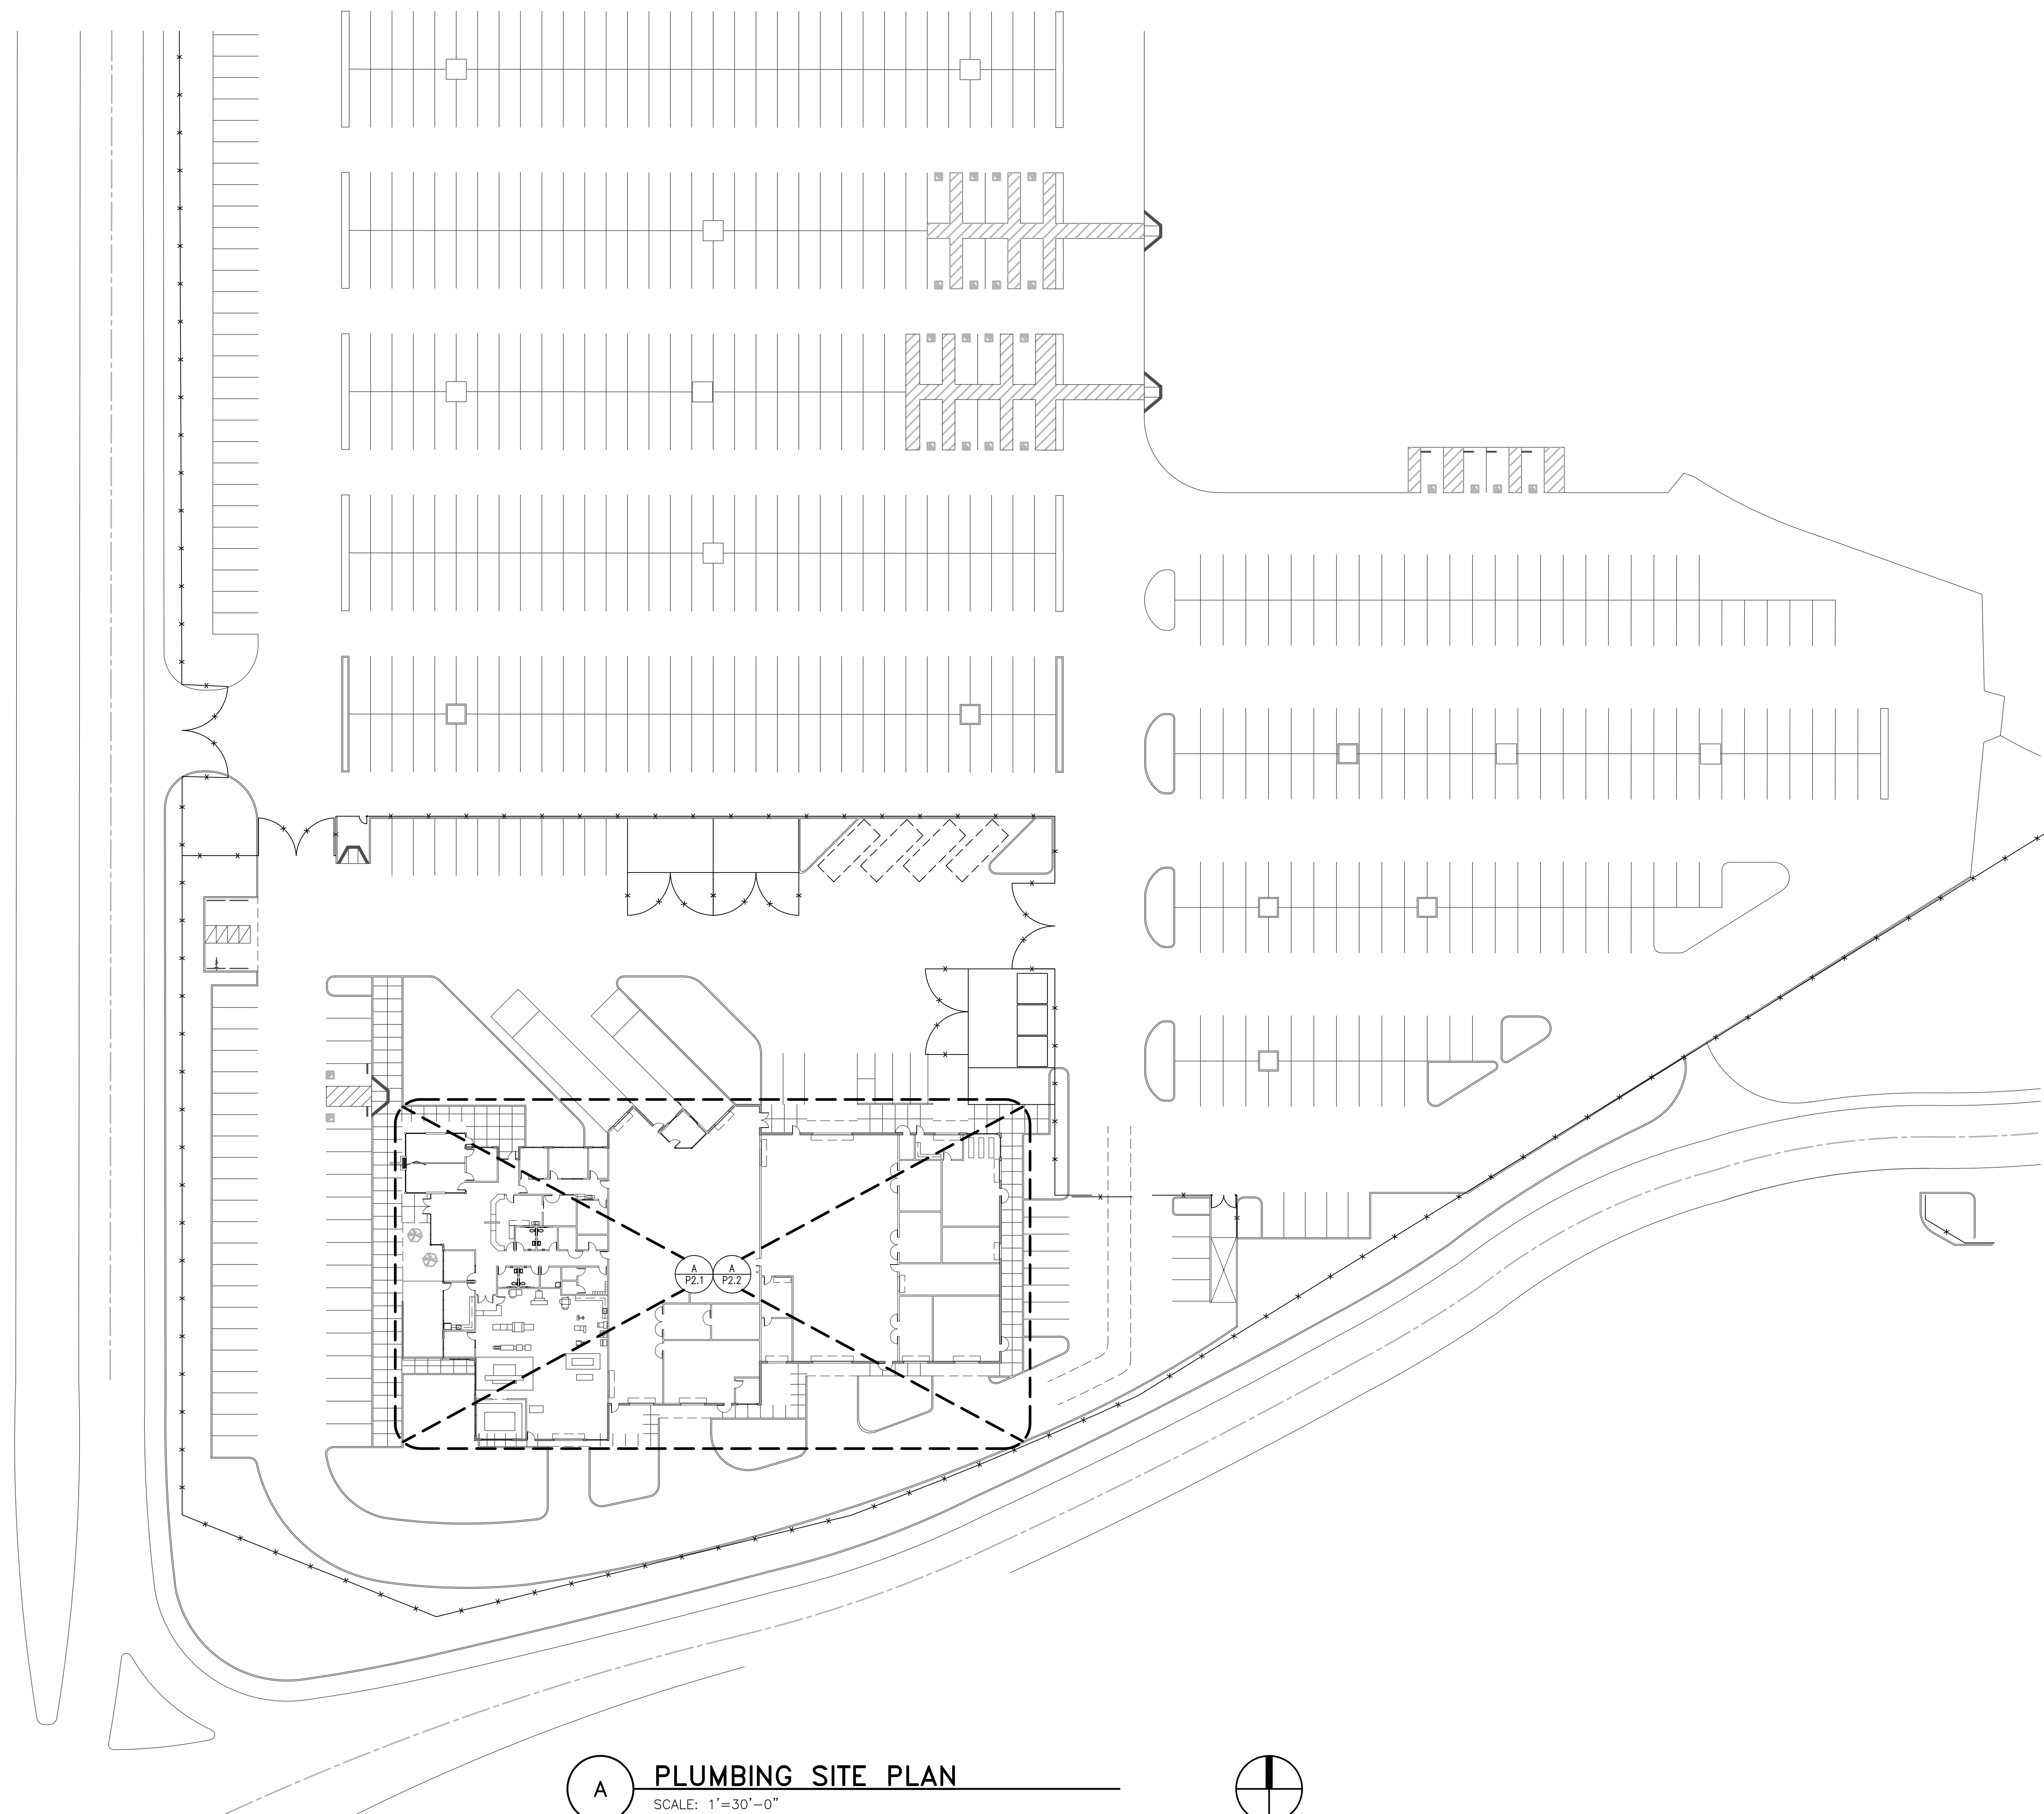 A
P2.1
A
P2.2
A
PLUMBING SITE PLAN
SCALE: 1'=30'-0"